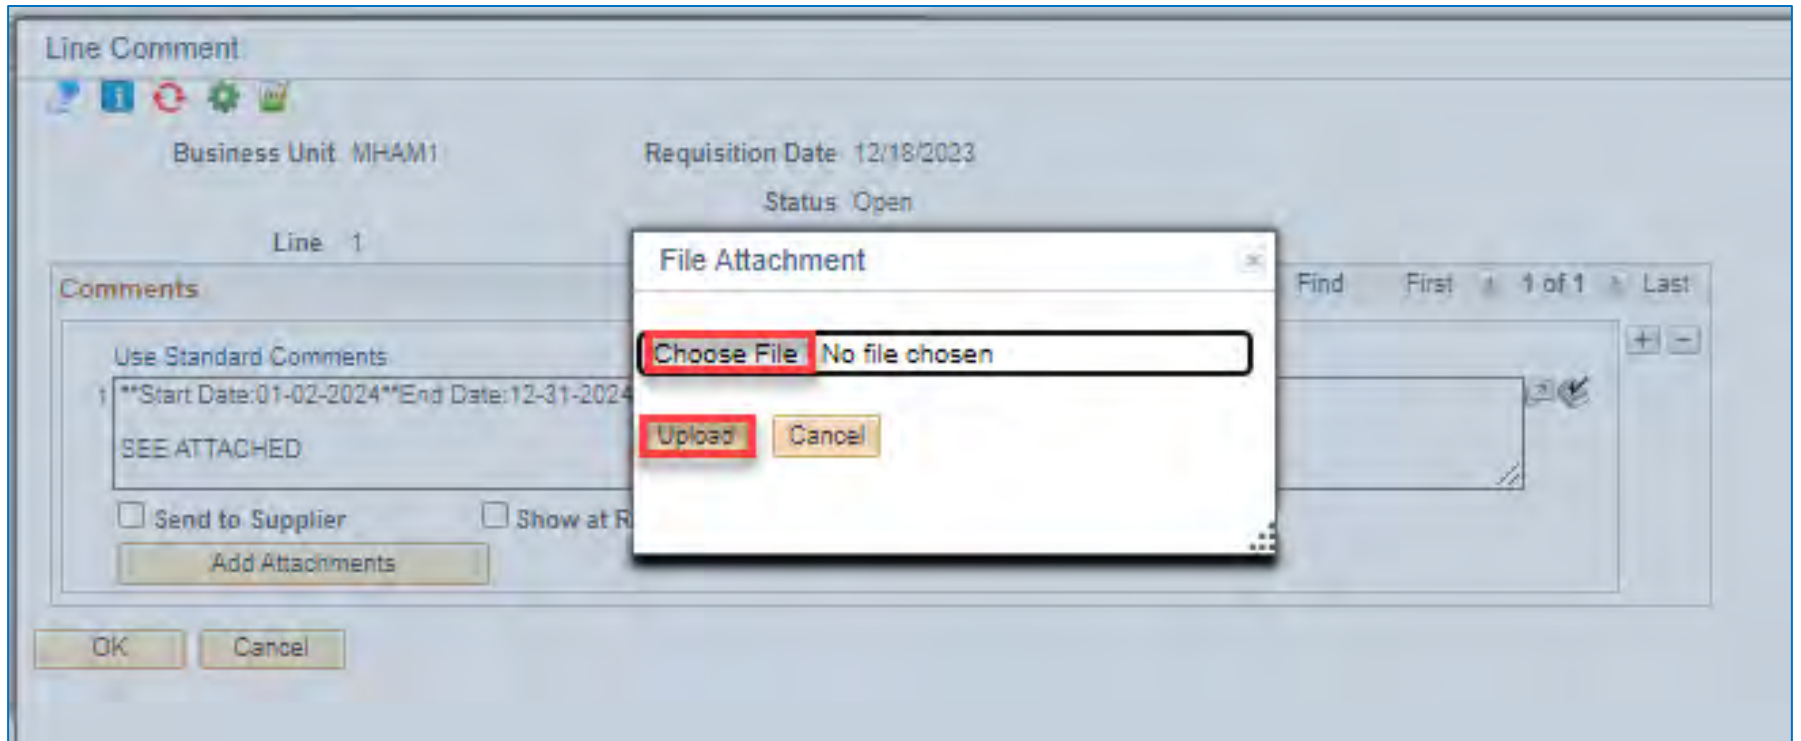 Line Comment
Business Unit MHAM1 Requisition Date 12/18/2023
Status Open
Line 1
File Attachment
Comments Find First 1 of 1 Last
Use Standard Comments
Choose File No file chosen
1 **Start Date:01-02-2024**End Date:12-31-2024
Upload Cancel
SEE ATTACHED
Send to Supplier Show at R
Add Attachments
OK Cancel